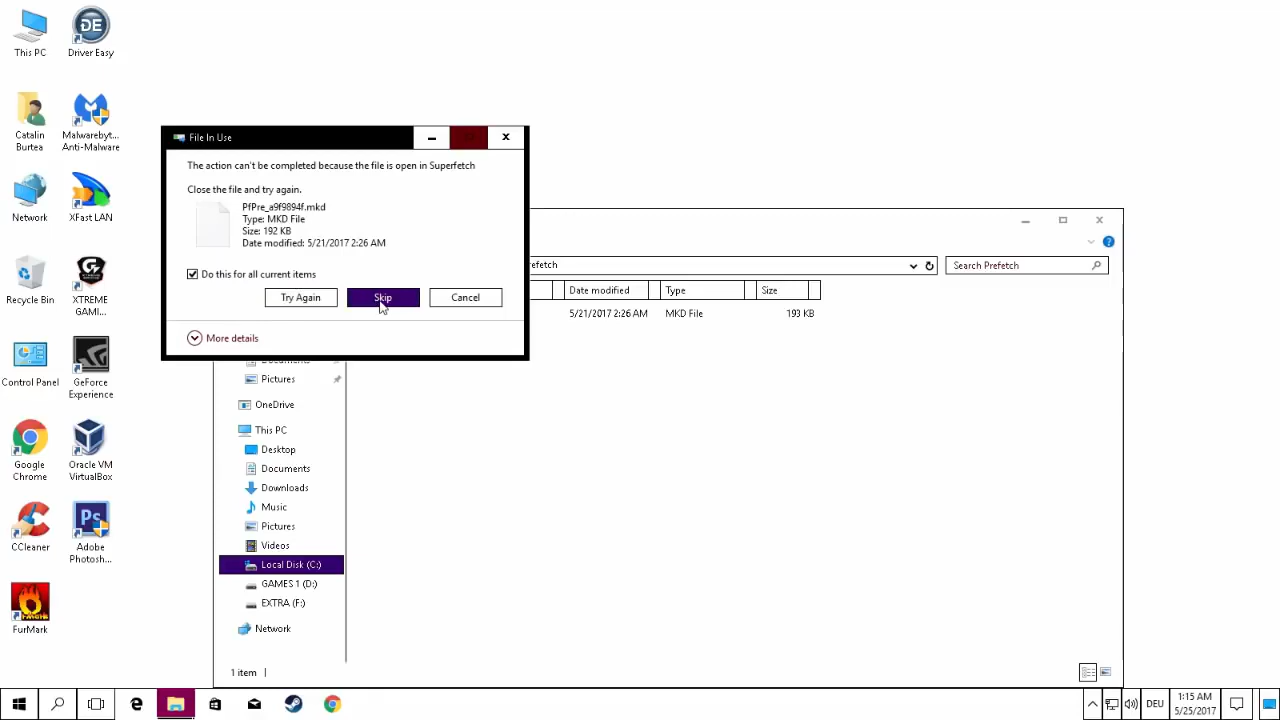 This PC
Driver Easy
Catalin
Burtea
Malwarebyt...
Anti-Malware
Network
XFast LAN
Recycle Bin
XTREME
GAMI...
Control Panel
GeForce
Experience
Google
Chrome
Oracle VM
VirtualBox
CCleaner
Adobe
Photosh...
FurMark
File In Use
The action can't be completed because the file is open in Superfetch
Close the file and try again.
PfPre_a9f9894f.mkd
Type: MKD File
Size: 192 KB
Date modified: 5/21/2017 2:26 AM
Do this for all current items
Try Again
Skip
Cancel
More details
efetch
Search Prefetch
Date modified
Type
Size
5/21/2017 2:26 AM
MKD File
193 KB
Documents
Pictures
OneDrive
This PC
Desktop
Documents
Downloads
Music
Pictures
Videos
Local Disk (C:)
GAMES 1 (D:)
EXTRA (F:)
Network
1 item
DEU
1:15 AM
5/25/2017